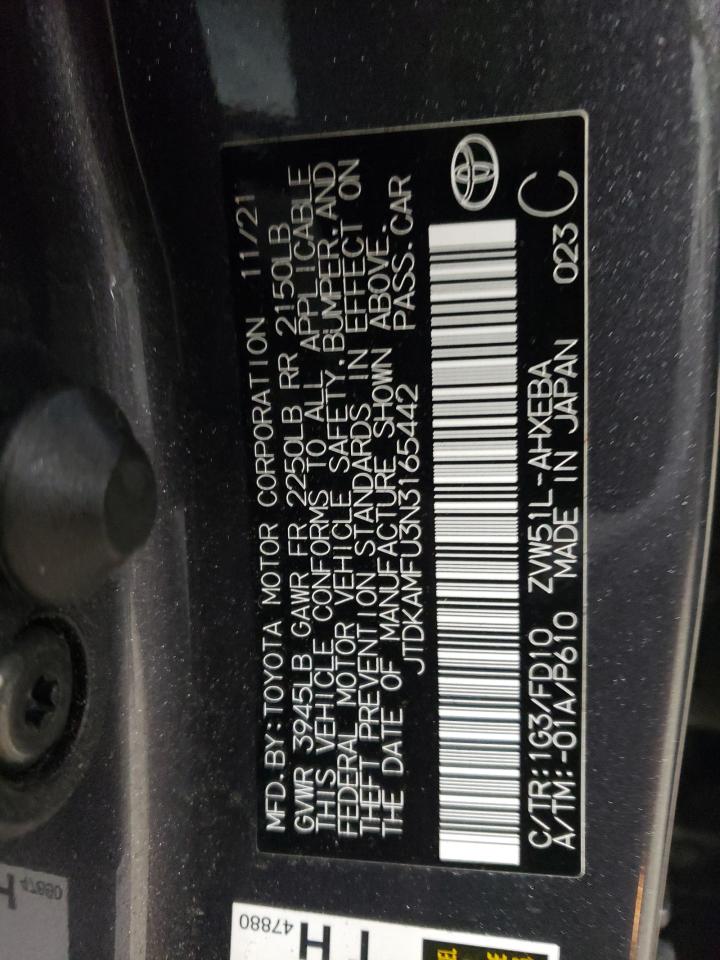 MFD.BY:TOYOTA MOTOR CORPORATION 11/21
GVWR 3945LB GAWR FR 2250LB RR 2150LB
THIS VEHICLE CONFORMS TO ALL APPLICABLE
FEDERAL MOTOR VEHICLE SAFETY,BUMPER,AND
THEFT PREVENTION STANDARDS IN EFFECT ON
THE DATE OF MANUFACTURE SHOWN ABOVE.
JTDKAMFU3N3165442 PASS.CAR
C/TR:1G3/FD10 ZVW51L-AHXEBA
A/TM:-01A/P610 MADE IN JAPAN 023 C
47880
H